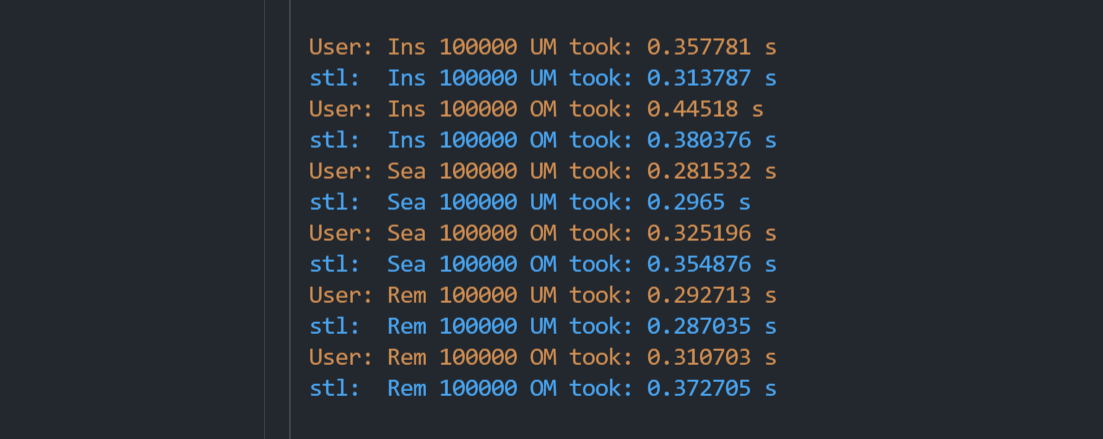 User: Ins 100000 UM took: 0.357781 s
stl:  Ins 100000 UM took: 0.313787 s
User: Ins 100000 OM took: 0.44518 s
stl:  Ins 100000 OM took: 0.380376 s
User: Sea 100000 UM took: 0.281532 s
stl:  Sea 100000 UM took: 0.2965 s
User: Sea 100000 OM took: 0.325196 s
stl:  Sea 100000 OM took: 0.354876 s
User: Rem 100000 UM took: 0.292713 s
stl:  Rem 100000 UM took: 0.287035 s
User: Rem 100000 OM took: 0.310703 s
stl:  Rem 100000 OM took: 0.372705 s